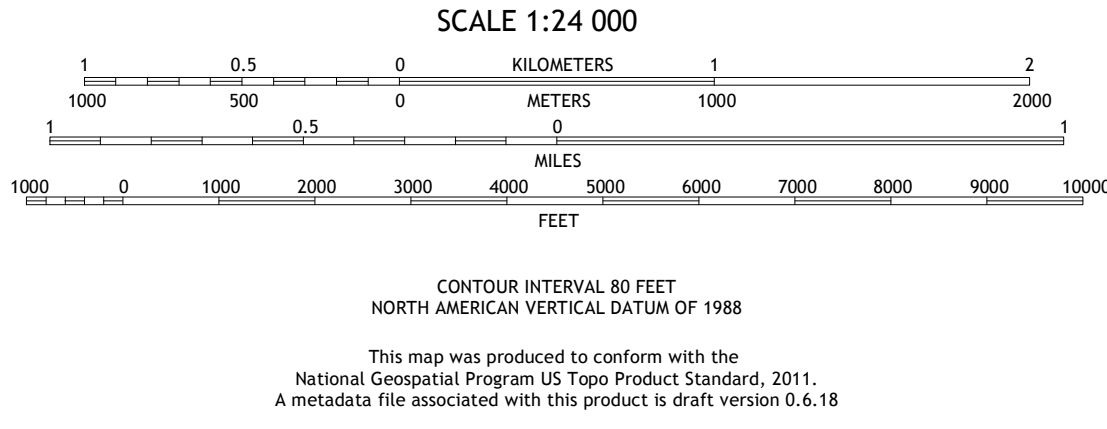 SCALE 1:24 000
1 0.5 0 KILOMETERS 1 2
1000 500 0 METERS 1000 2000
1 0.5 0 1
MILES
1000 0 1000 2000 3000 4000 5000 6000 7000 8000 9000 10000
FEET
CONTOUR INTERVAL 80 FEET
NORTH AMERICAN VERTICAL DATUM OF 1988
This map was produced to conform with the
National Geospatial Program US Topo Product Standard, 2011.
A metadata file associated with this product is draft version 0.6.18